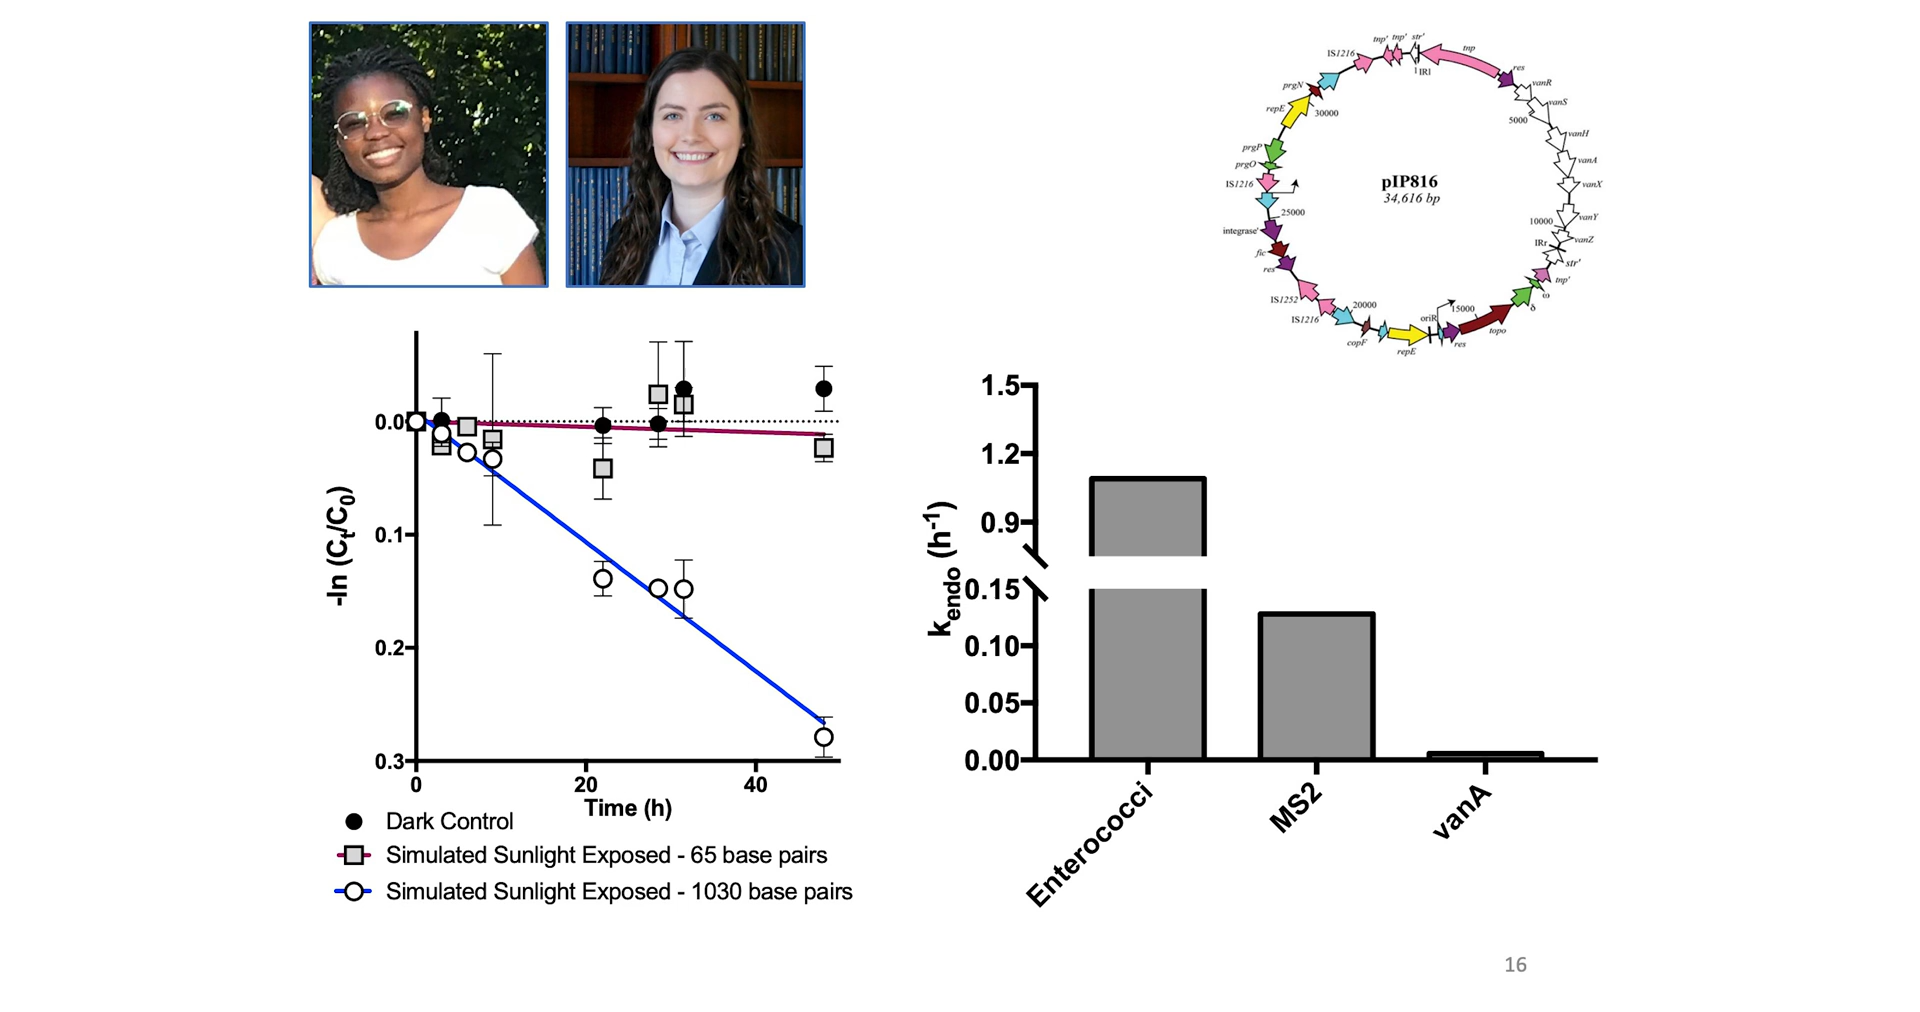 tnp'
tnp'
str'
tnp
IS1216
IRl
res
prgN
vanR
vanS
repE
30000
5000
vanH
prgP
prgO
vanA
IS1216
pIP816
34,616 bp
vanX
25000
10000
vanY
integrase'
vanZ
IRr
fic
str'
res
tnp'
IS1252
20000
ω
IS1216
oriR
15000
δ
copF
repE
res
topo
0.0
0.1
0.2
0.3
-ln (Ct/C0)
0
20
40
Time (h)
Dark Control
Simulated Sunlight Exposed - 65 base pairs
Simulated Sunlight Exposed - 1030 base pairs
1.5
1.2
0.9
0.15
0.10
0.05
0.00
kendo (h-1)
Enterococci
MS2
vanA
16